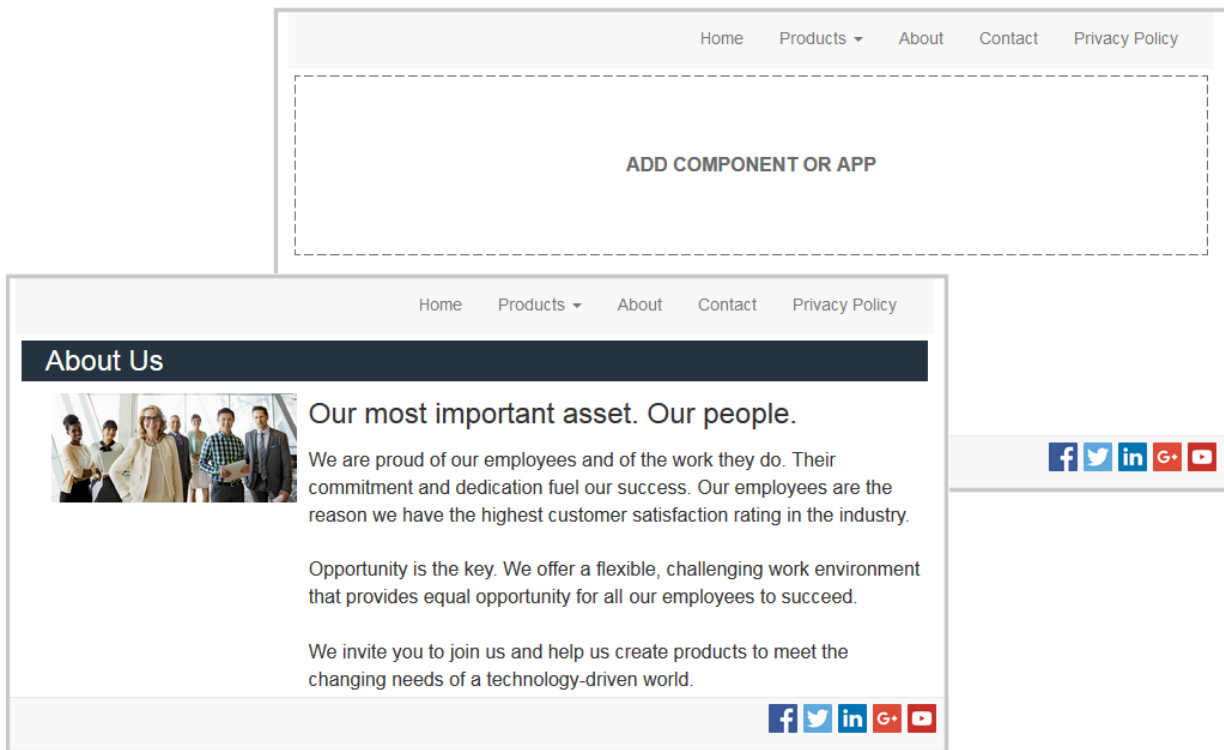 Home Products About Contact Privacy Policy
ADD COMPONENT OR APP
Home Products About Contact Privacy Policy
About Us
Our most important asset. Our people.
We are proud of our employees and of the work they do. Their
commitment and dedication fuel our success. Our employees are the
reason we have the highest customer satisfaction rating in the industry.
Opportunity is the key. We offer a flexible, challenging work environment
that provides equal opportunity for all our employees to succeed.
We invite you to join us and help us create products to meet the
changing needs of a technology-driven world.
f in G+
f in G+